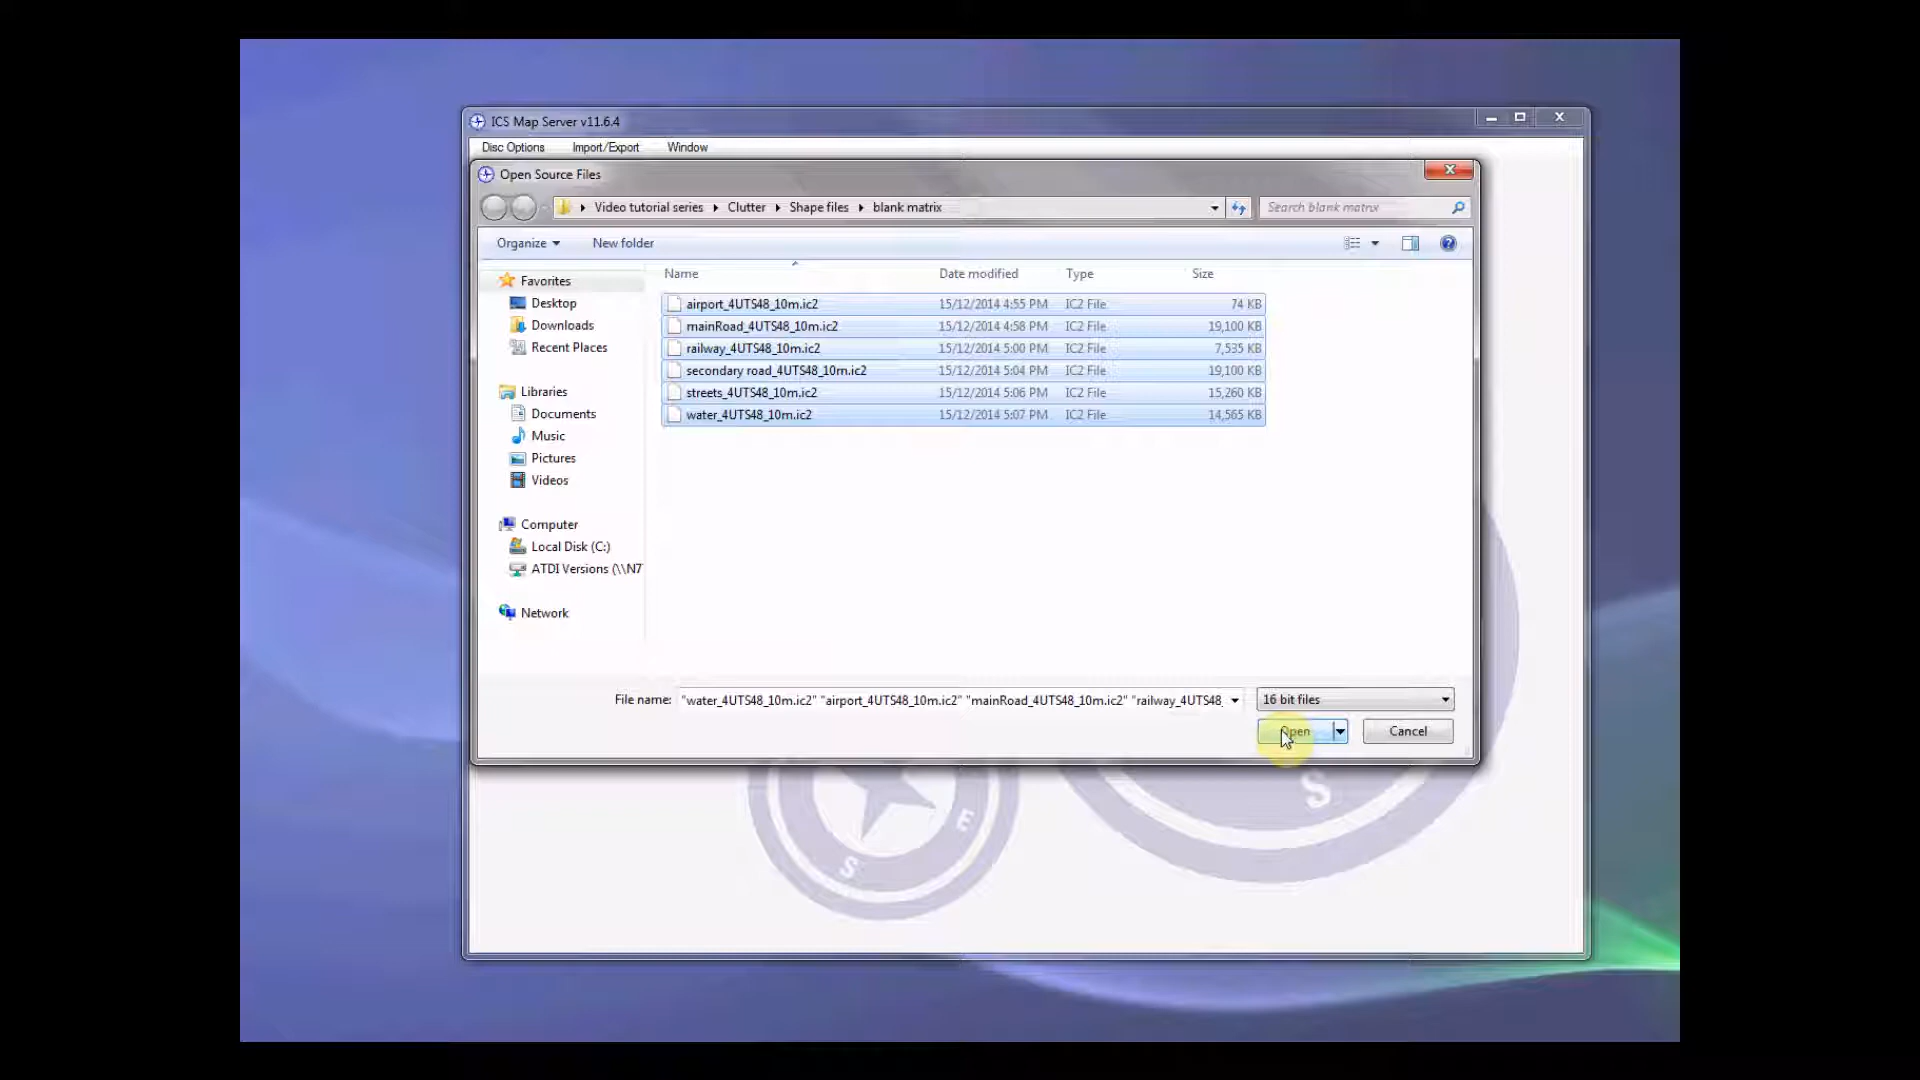 ICS Map Server v11.6.4
Disc Options Import/Export Window
Open Source Files
Video tutorial series Clutter Shape files blank matrix Search blank matrix
Organize New folder
Name Date modified Type Size
Favorites
Desktop
Downloads
Recent Places
Libraries
Documents
Music
Pictures
Videos
Computer
Local Disk (C:)
ATDI Versions (\\N7
Network
airport_4UTS48_10m.ic2 15/12/2014 4:55 PM IC2 File 74 KB
mainRoad_4UTS48_10m.ic2 15/12/2014 4:58 PM IC2 File 19,100 KB
railway_4UTS48_10m.ic2 15/12/2014 5:00 PM IC2 File 7,535 KB
secondary road_4UTS48_10m.ic2 15/12/2014 5:04 PM IC2 File 19,100 KB
streets_4UTS48_10m.ic2 15/12/2014 5:06 PM IC2 File 15,260 KB
water_4UTS48_10m.ic2 15/12/2014 5:07 PM IC2 File 14,565 KB
File name: "water_4UTS48_10m.ic2" "airport_4UTS48_10m.ic2" "mainRoad_4UTS48_10m.ic2" "railway_4UTS48_ 16 bit files
Open Cancel
S
E
S